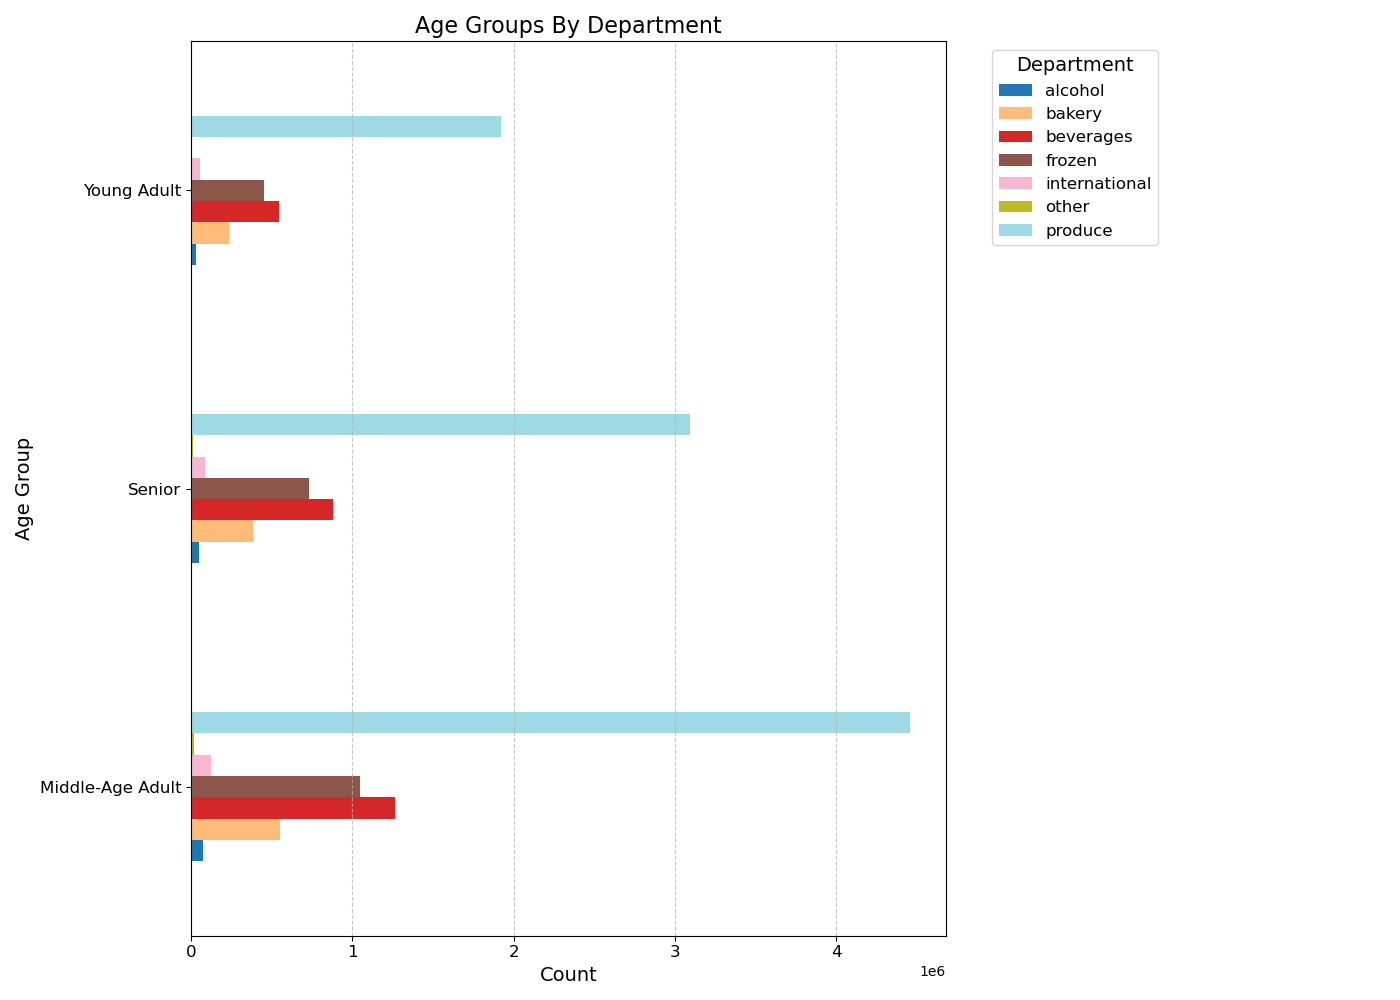 Age Groups By Department
Department
alcohol
bakery
beverages
frozen
international
other
produce
Age Group
Young Adult
Senior
Middle-Age Adult
0 1 2 3 4
1e6
Count